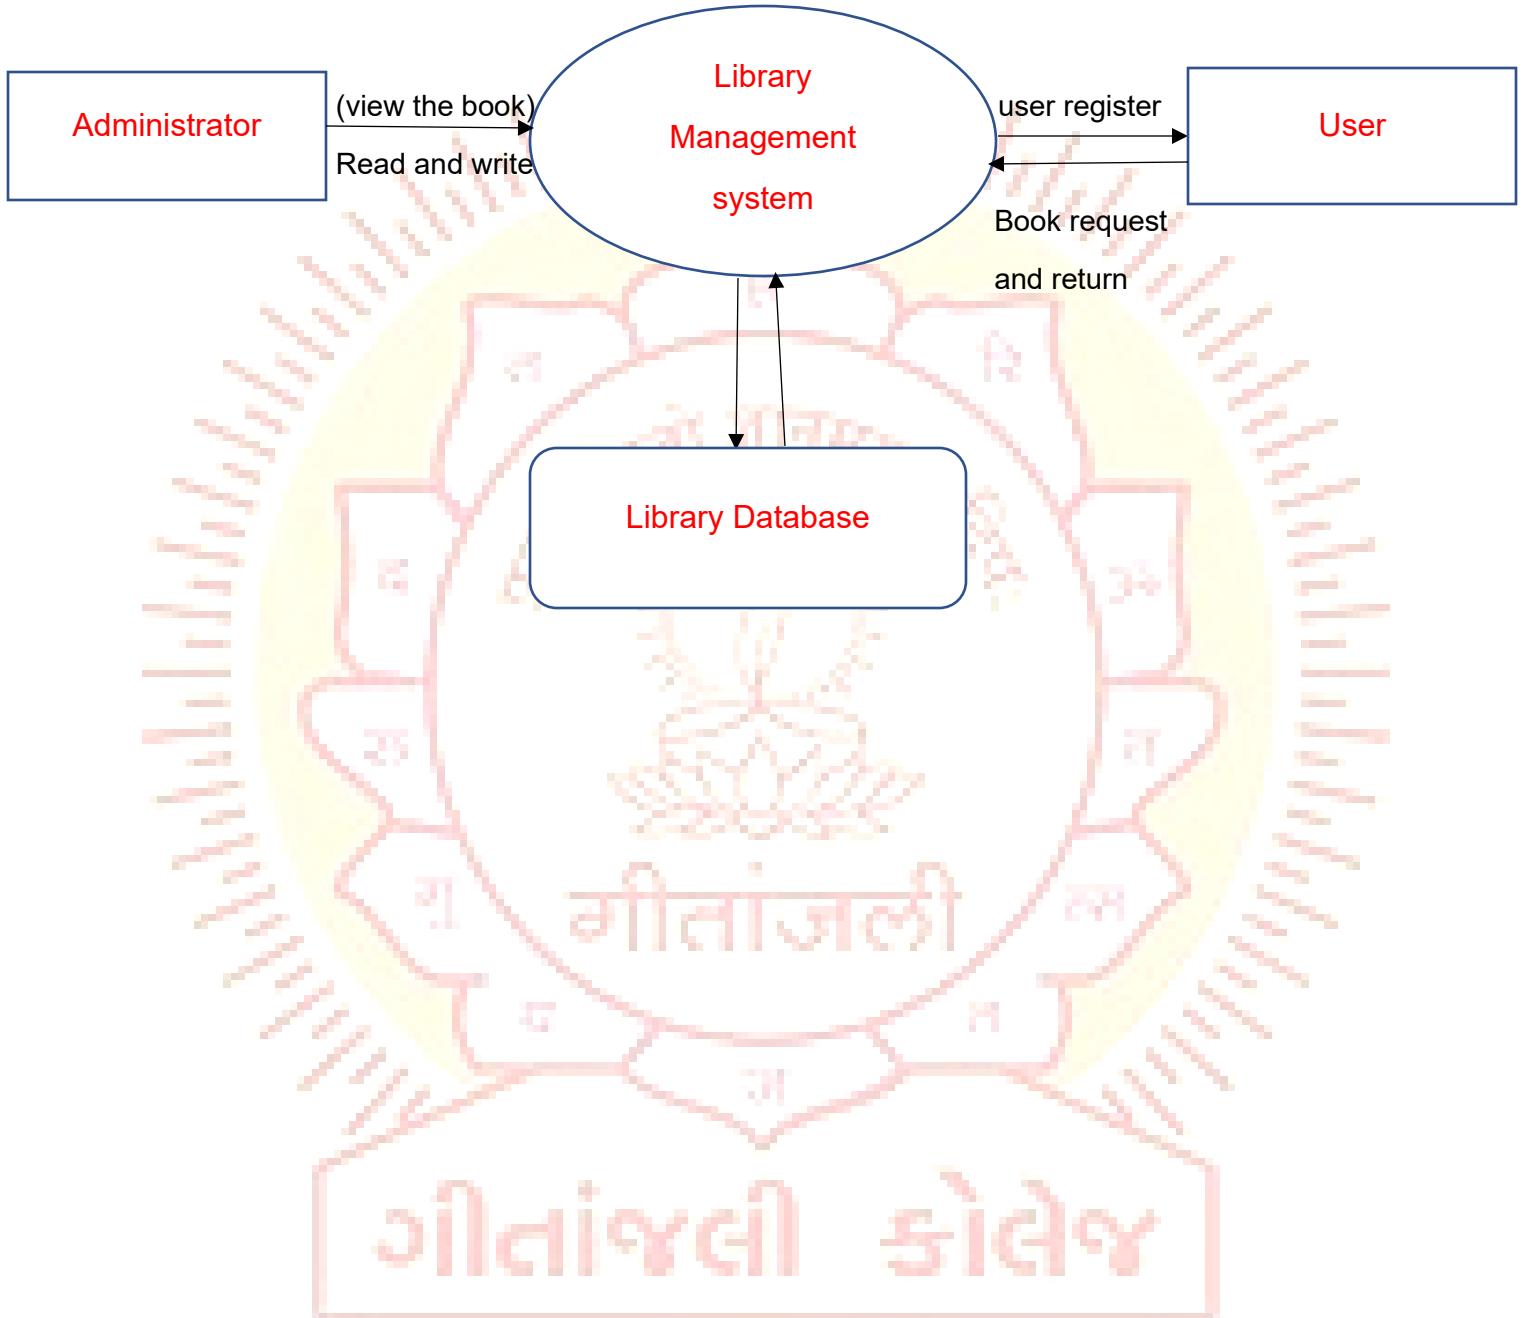 Library
Management
system
Administrator
(view the book)
Read and write
user register
User
Book request
and return
Library Database
गीतांजली
ગીતાંજલી કોલેજ